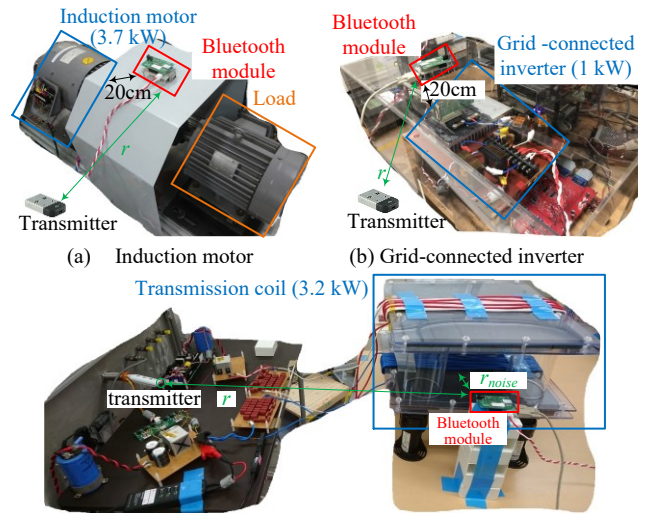 Induction motor
(3.7 kW)
Bluetooth
module
20cm
Load
r
Transmitter
(a) Induction motor
Bluetooth
module
Grid -connected
inverter (1 kW)
20cm
r
Transmitter
(b) Grid-connected inverter
Transmission coil (3.2 kW)
transmitter
r
r_noise
Bluetooth
module